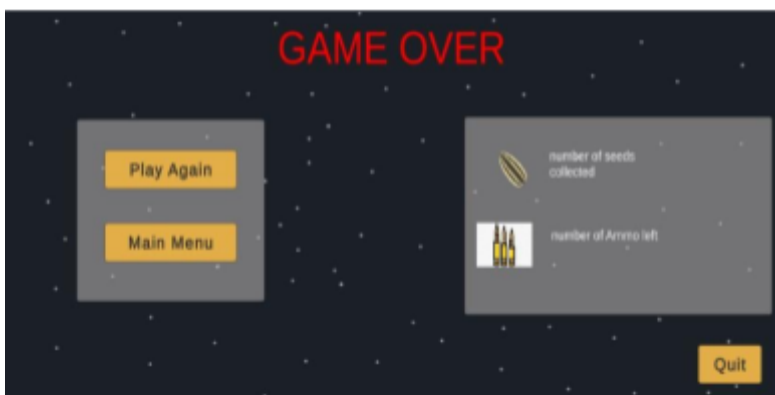 GAME OVER
Play Again
Main Menu
number of seeds
collected
number of Ammo left
Quit